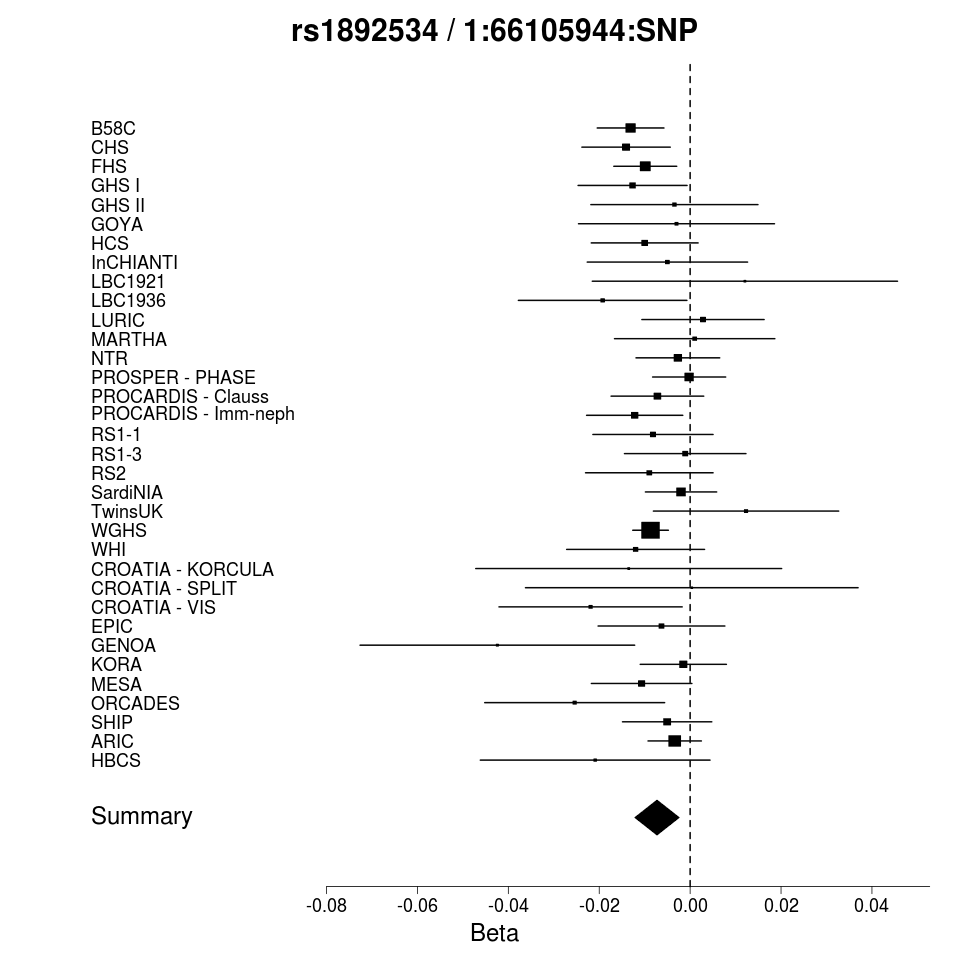 rs1892534 / 1:66105944:SNP
B58C
CHS
FHS
GHS I
GHS II
GOYA
HCS
InCHIANTI
LBC1921
LBC1936
LURIC
MARTHA
NTR
PROSPER - PHASE
PROCARDIS - Clauss
PROCARDIS - Imm-neph
RS1-1
RS1-3
RS2
SardiNIA
TwinsUK
WGHS
WHI
CROATIA - KORCULA
CROATIA - SPLIT
CROATIA - VIS
EPIC
GENOA
KORA
MESA
ORCADES
SHIP
ARIC
HBCS
Summary
-0.08 -0.06 -0.04 -0.02 0.00 0.02 0.04
Beta